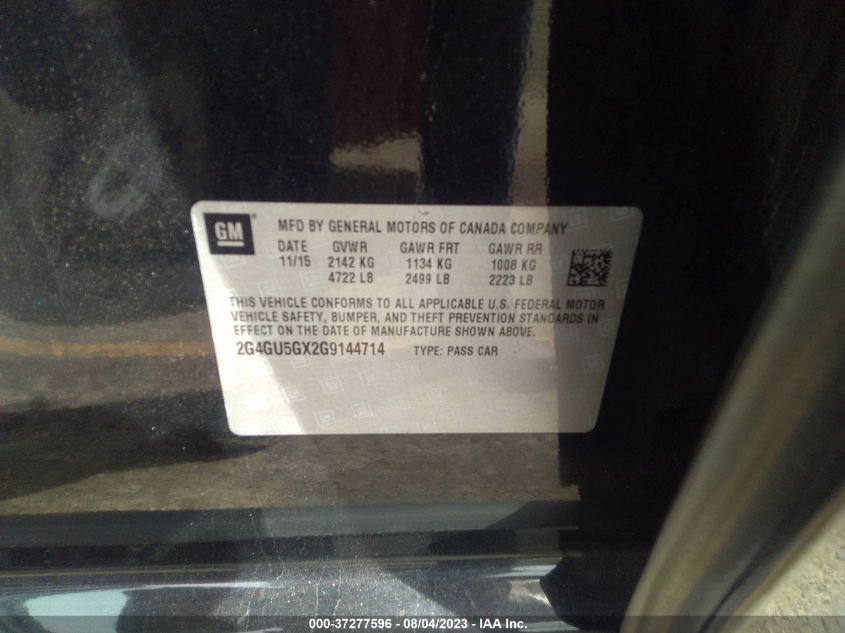 GM ®
MFD BY GENERAL MOTORS OF CANADA COMPANY
DATE GVWR GAWR FRT GAWR RR
11/15 2142 KG 1134 KG 1008 KG
4722 LB 2499 LB 2223 LB
THIS VEHICLE CONFORMS TO ALL APPLICABLE U.S. FEDERAL MOTOR
VEHICLE SAFETY, BUMPER, AND THEFT PREVENTION STANDARDS IN
EFFECT ON THE DATE OF MANUFACTURE SHOWN ABOVE.
2G4GU5GX2G9144714 TYPE: PASS CAR
000-37277596 - 08/04/2023 - IAA Inc.